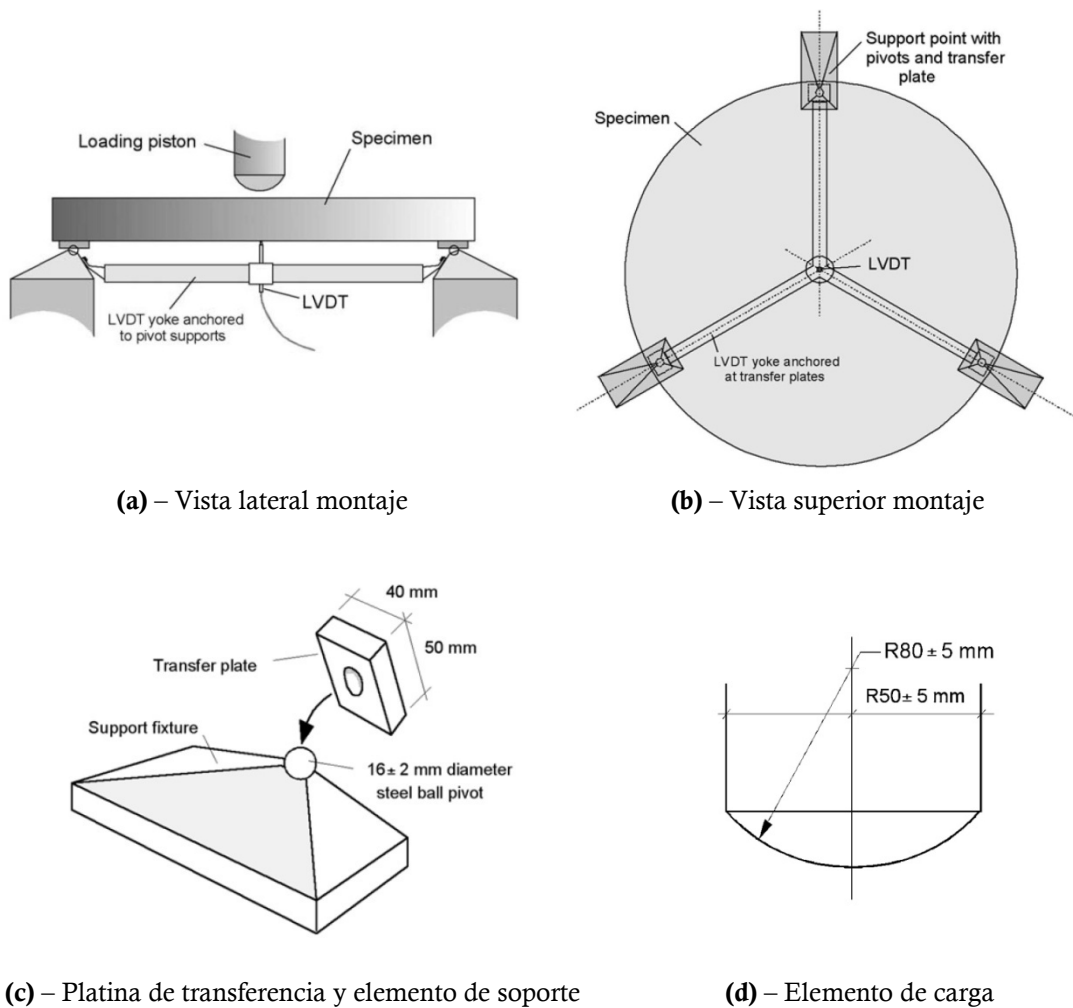 Loading piston
Specimen
LVDT
LVDT yoke anchored
to pivot supports
(a) – Vista lateral montaje
Support point with
pivots and transfer
plate
Specimen
LVDT
LVDT yoke anchored
at transfer plates
(b) – Vista superior montaje
40 mm
50 mm
Transfer plate
Support fixture
16± 2 mm diameter
steel ball pivot
(c) – Platina de transferencia y elemento de soporte
R80 ± 5 mm
R50± 5 mm
(d) – Elemento de carga